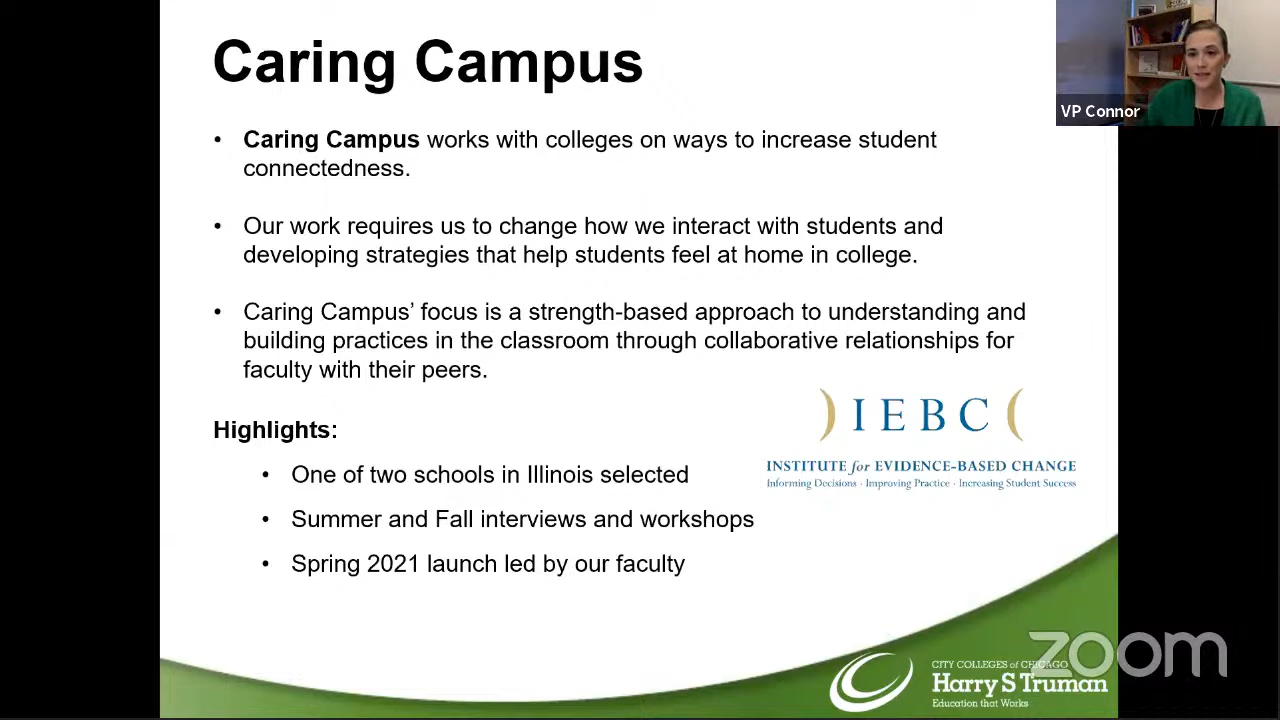 Caring Campus
VP Connor
• Caring Campus works with colleges on ways to increase student
connectedness.
• Our work requires us to change how we interact with students and
developing strategies that help students feel at home in college.
• Caring Campus’ focus is a strength-based approach to understanding and
building practices in the classroom through collaborative relationships for
faculty with their peers.
) I E B C (
INSTITUTE for EVIDENCE-BASED CHANGE
Informing Decisions · Improving Practice · Increasing Student Success
Highlights:
• One of two schools in Illinois selected
• Summer and Fall interviews and workshops
• Spring 2021 launch led by our faculty
zoom
CITY COLLEGES of CHICAGO
Harry S Truman
Education that Works